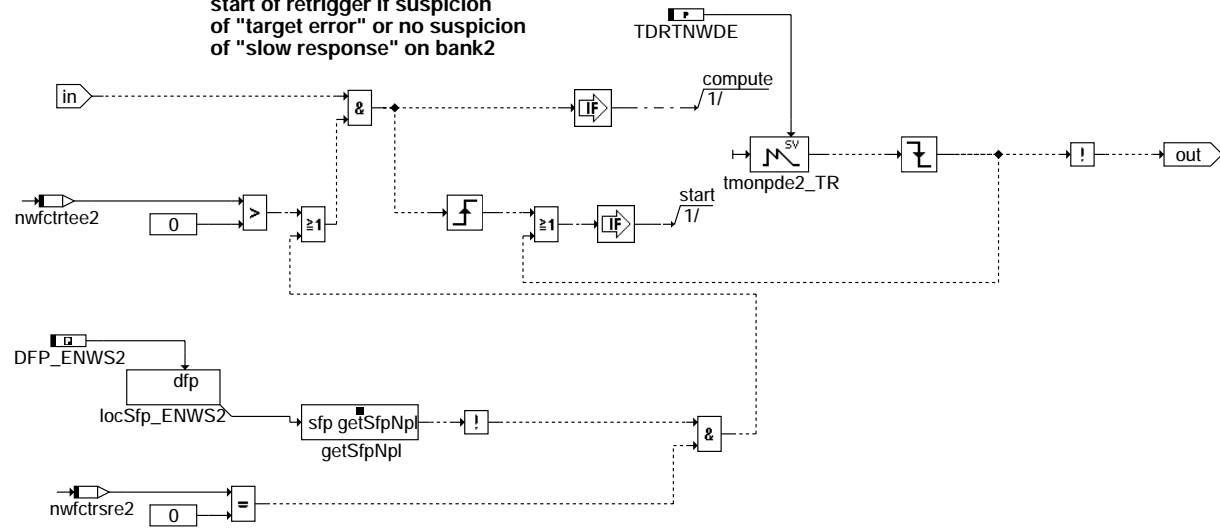 start of retrigger if suspicion
of "target error" or no suspicion
of "slow response" on bank2
P
TDRTNWDE
compute
1/
in
&
IF
SV
tmonpde2_TR
!
out
nwfctrtee2
0
>
≥1
≥1
IF
start
1/
DFP_ENWS2
dfp
locSfp_ENWS2
sfp getSfpNpl
getSfpNpl
!
&
nwfctrsre2
0
=